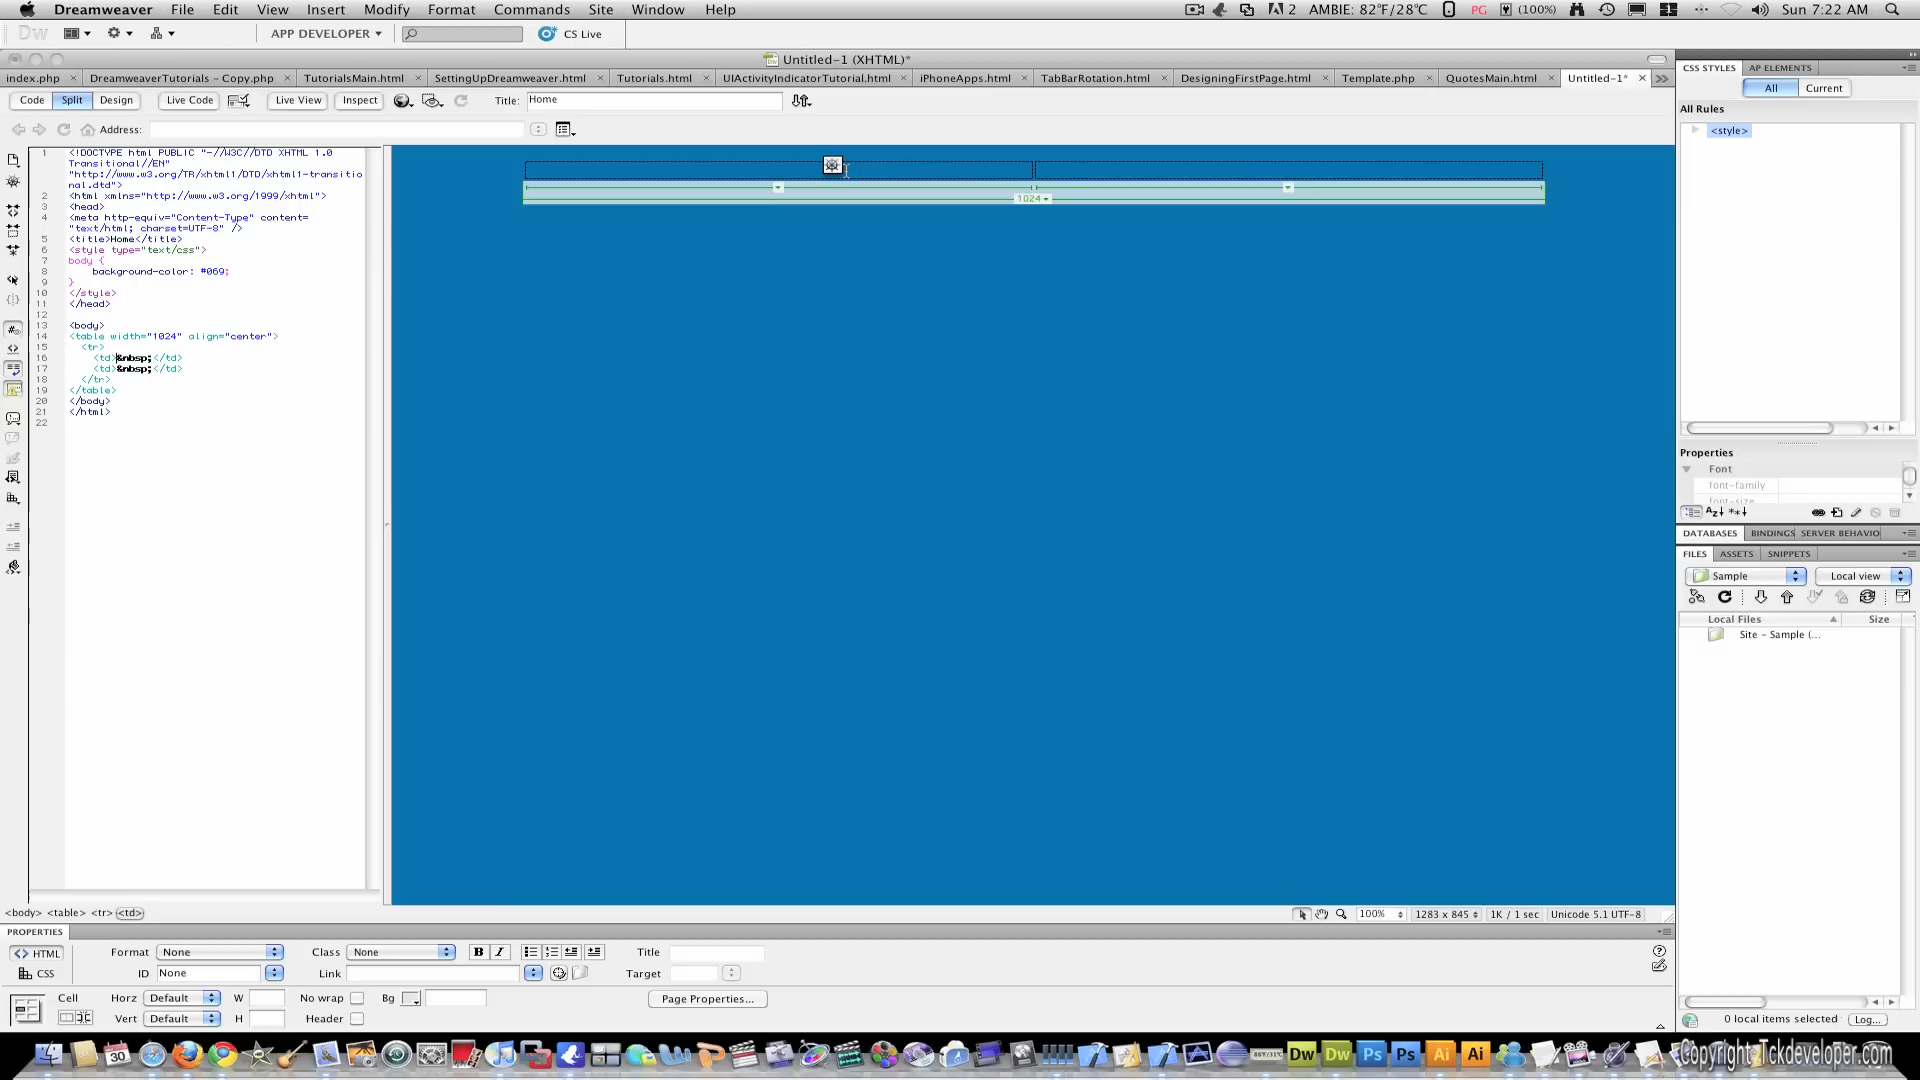 Dreamweaver File Edit View Insert Modify Format Commands Site Window Help 2 AMBIE: 82°F/28°C PG (100%) Sun 7:22 AM
Dw APP DEVELOPER CS Live
Untitled-1 (XHTML)*
index.php DreamweaverTutorials - Copy.php TutorialsMain.html SettingUpDreamweaver.html Tutorials.html UIActivityIndicatorTutorial.html iPhoneApps.html TabBarRotation.html DesigningFirstPage.html Template.php QuotesMain.html Untitled-1*
Code Split Design Live Code Live View Inspect Title: Home
Address:
1 <!DOCTYPE html PUBLIC "-//W3C//DTD XHTML 1.0
Transitional//EN"
"http://www.w3.org/TR/xhtml1/DTD/xhtml1-transitio
nal.dtd">
2 <html xmlns="http://www.w3.org/1999/xhtml">
3 <head>
4 <meta http-equiv="Content-Type" content=
"text/html; charset=UTF-8" />
5 <title>Home</title>
6 <style type="text/css">
7 body {
8 background-color: #069;
9 }
10 </style>
11 </head>
12
13 <body>
14 <table width="1024" align="center">
15 <tr>
16 <td>&nbsp;</td>
17 <td>&nbsp;</td>
18 </tr>
19 </table>
20 </body>
21 </html>
22
1024
CSS STYLES AP ELEMENTS
All Current
All Rules
<style>
Properties
Font
font-family
font-size
DATABASES BINDINGS SERVER BEHAVIO
FILES ASSETS SNIPPETS
Sample Local view
Local Files Size
Site - Sample (...
0 local items selected Log...
<body> <table> <tr> <td> 100% 1283 x 845 1K / 1 sec Unicode 5.1 UTF-8
PROPERTIES
HTML Format None Class None B I Title
CSS ID None Link Target
Cell Horz Default W No wrap Bg Page Properties...
Vert Default H Header
30 Dw Dw Ps Ps Ai Ai
Copyright Tckdeveloper.com